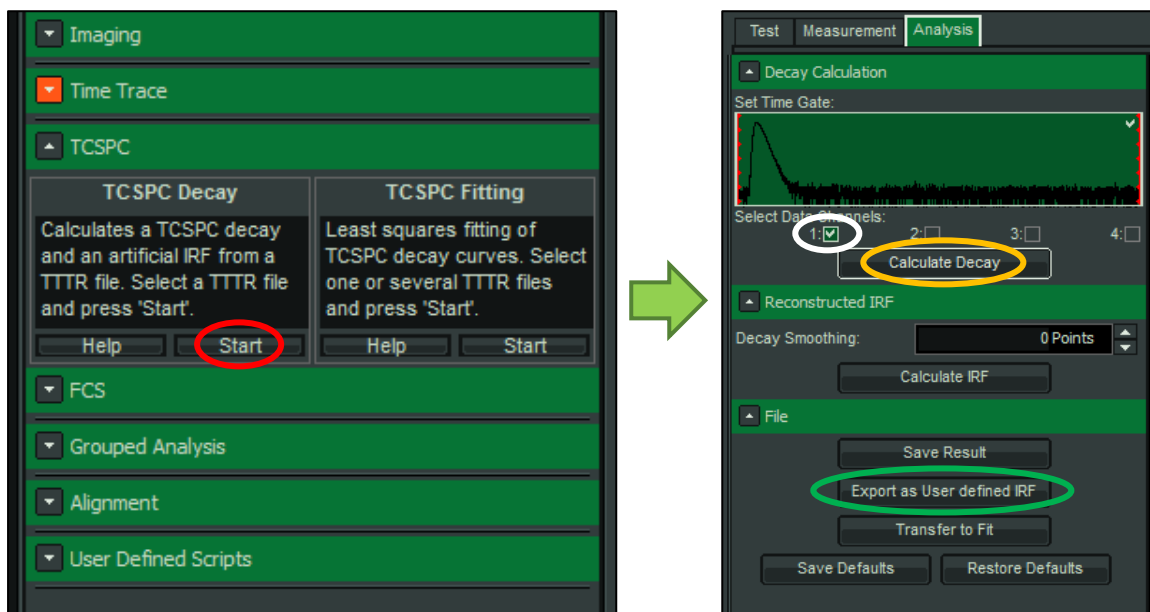 Imaging
Time Trace
TCSPC
TCSPC Decay
Calculates a TCSPC decay
and an artificial IRF from a
TTTR file. Select a TTTR file
and press 'Start'.
Help Start
TCSPC Fitting
Least squares fitting of
TCSPC decay curves. Select
one or several TTTR files
and press 'Start'.
Help Start
FCS
Grouped Analysis
Alignment
User Defined Scripts
Test Measurement Analysis
Decay Calculation
Set Time Gate:
Select Data Channels:
1: 2: 3: 4:
Calculate Decay
Reconstructed IRF
Decay Smoothing: 0 Points
Calculate IRF
File
Save Result
Export as User defined IRF
Transfer to Fit
Save Defaults Restore Defaults